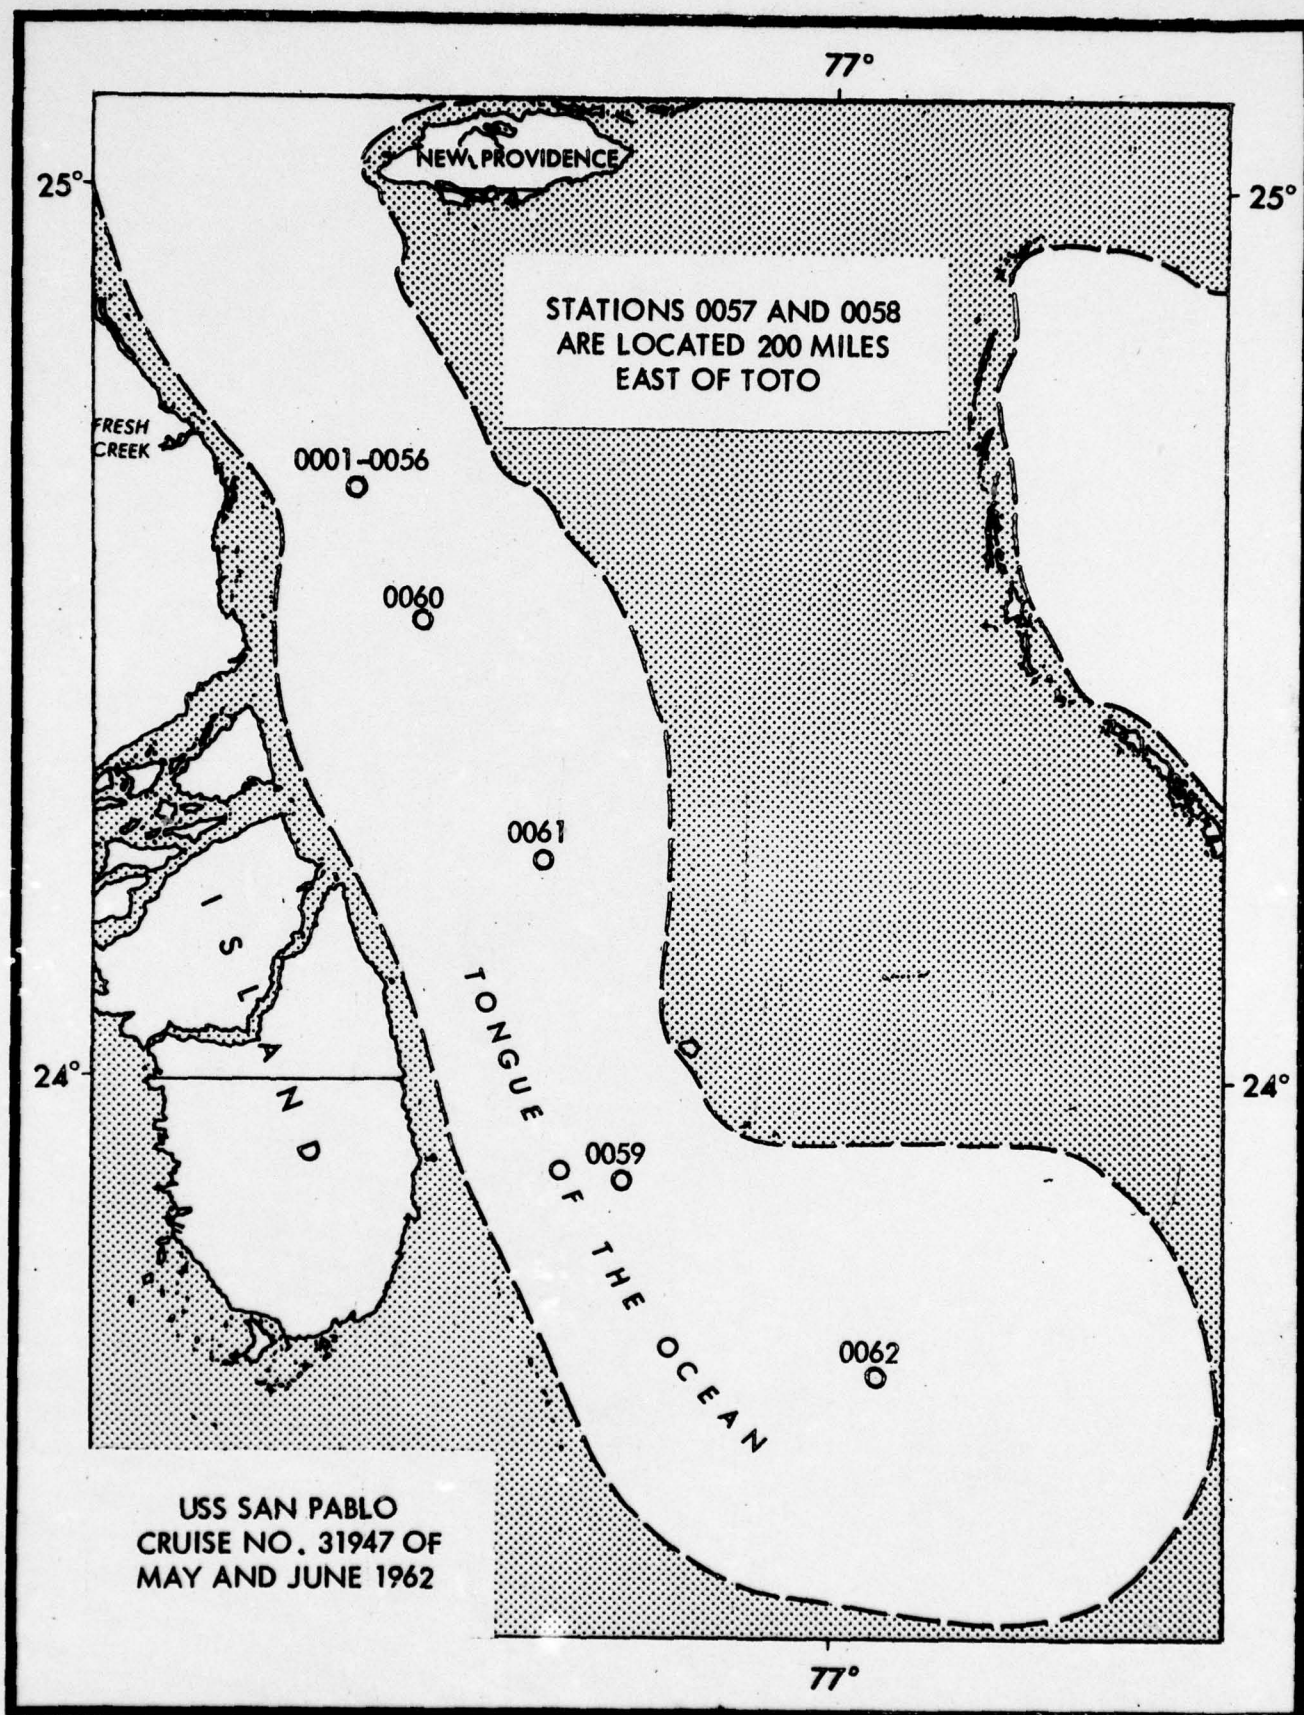 77°
NEW PROVIDENCE
25°
25°
STATIONS 0057 AND 0058
ARE LOCATED 200 MILES
EAST OF TOTO
FRESH
CREEK
0001-0056
0060
0061
ISLAND
TONGUE OF THE OCEAN
24°
24°
0059
0062
USS SAN PABLO
CRUISE NO. 31947 OF
MAY AND JUNE 1962
77°